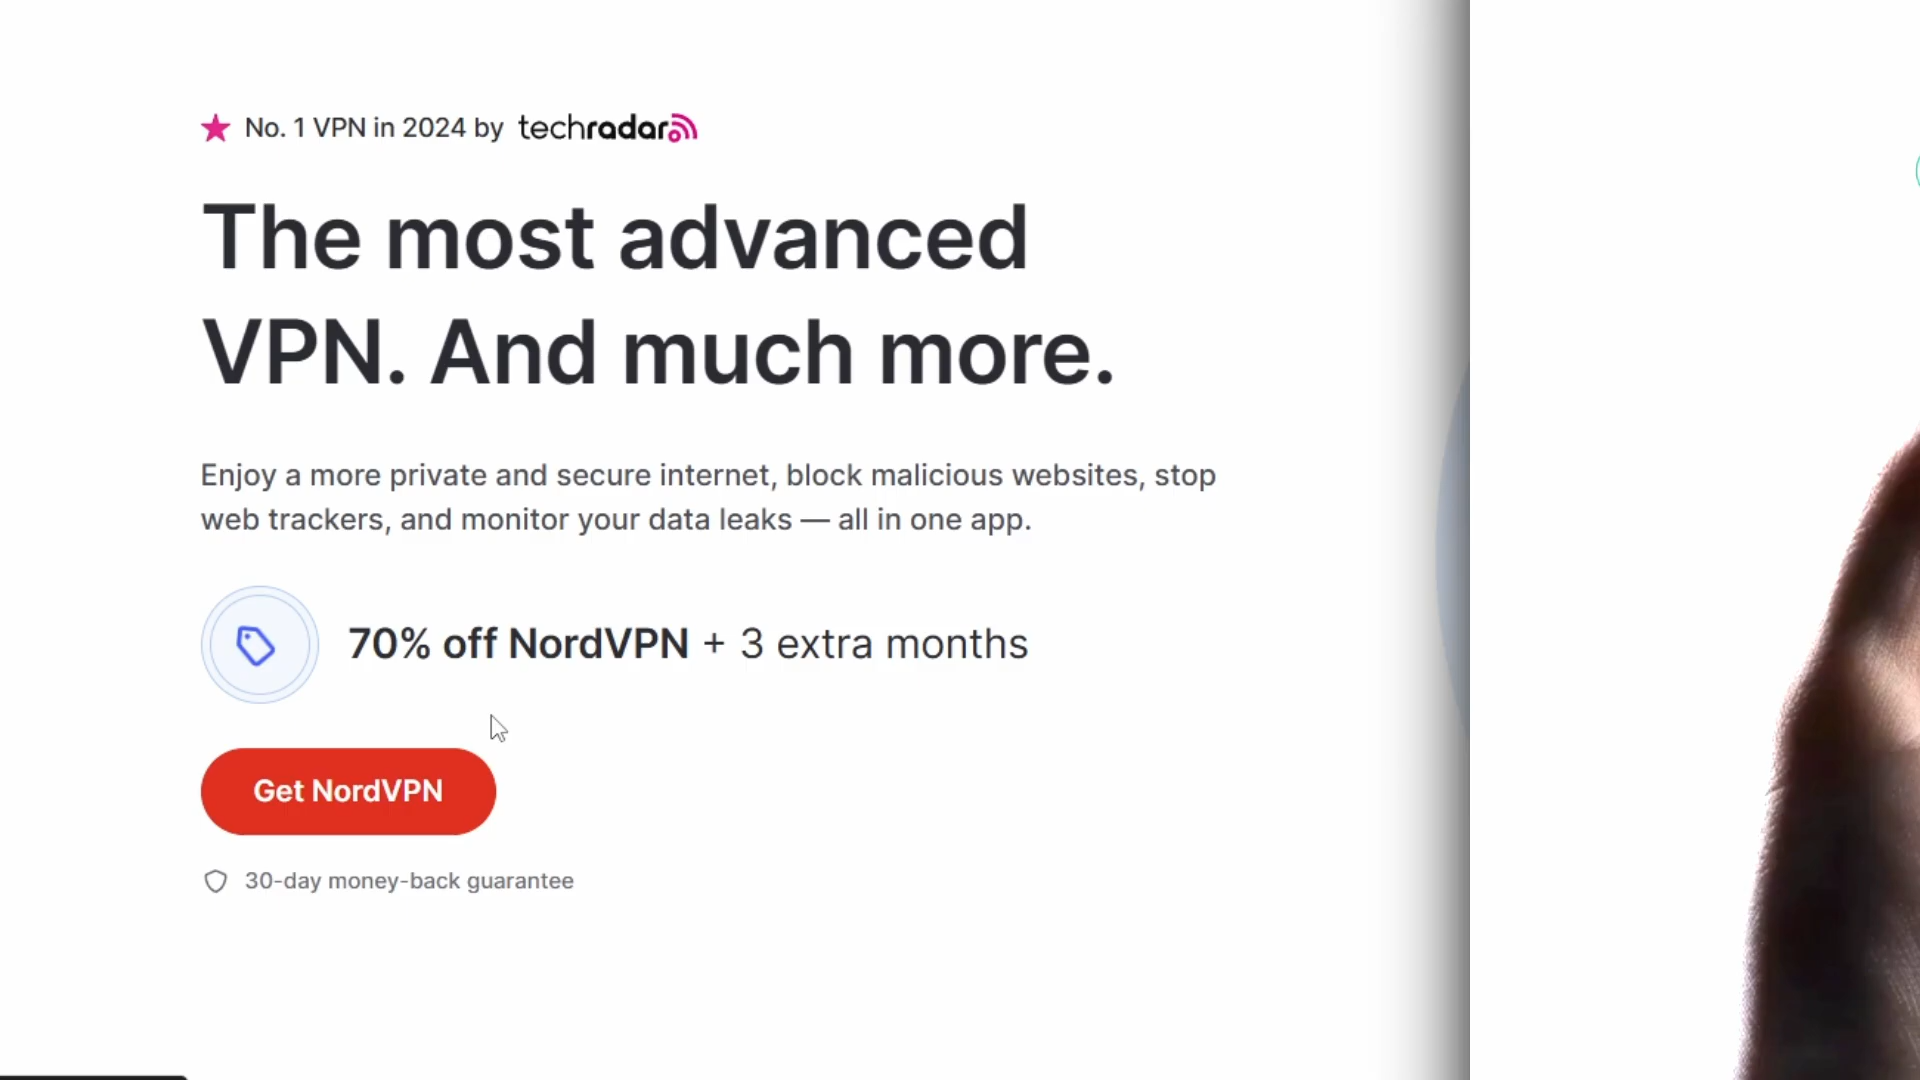 No. 1 VPN in 2024 by techradar
The most advanced
VPN. And much more.
Enjoy a more private and secure internet, block malicious websites, stop
web trackers, and monitor your data leaks — all in one app.
70% off NordVPN + 3 extra months
Get NordVPN
30-day money-back guarantee